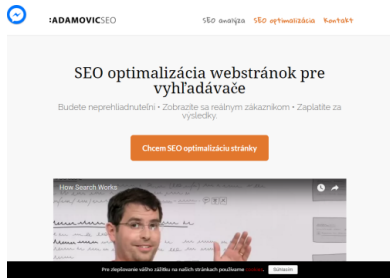 :ADAMOVICSEO
SEO analýza SEO optimalizácia Kontakt
SEO optimalizácia webstránok pre
vyhľadávače
Budete neprehliadnuteľní • Zobrazíte sa reálnym zákazníkom • Zaplatíte za
výsledky.
Chcem SEO optimalizáciu stránky
How Search Works
Pre zlepšovanie vášho zážitku na našich stránkach používame cookies. Súhlasím